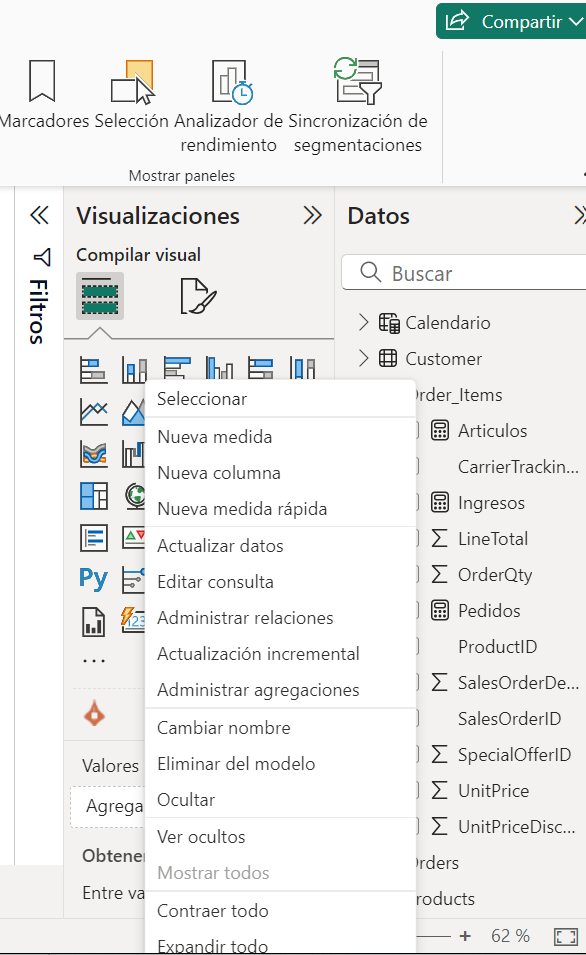 Compartir
Marcadores
Selección
Analizador de
rendimiento
Sincronización de
segmentaciones
Mostrar paneles
Filtros
Visualizaciones
Compilar visual
Py
123
Valores
Agrega
Obtener
Entre va
Datos
Buscar
Calendario
Customer
Order_Items
Articulos
CarrierTrackin...
Ingresos
LineTotal
OrderQty
Pedidos
ProductID
SalesOrderDe...
SalesOrderID
SpecialOfferID
UnitPrice
UnitPriceDisc...
Orders
Products
Seleccionar
Nueva medida
Nueva columna
Nueva medida rápida
Actualizar datos
Editar consulta
Administrar relaciones
Actualización incremental
Administrar agregaciones
Cambiar nombre
Eliminar del modelo
Ocultar
Ver ocultos
Mostrar todos
Contraer todo
Expandir todo
62 %